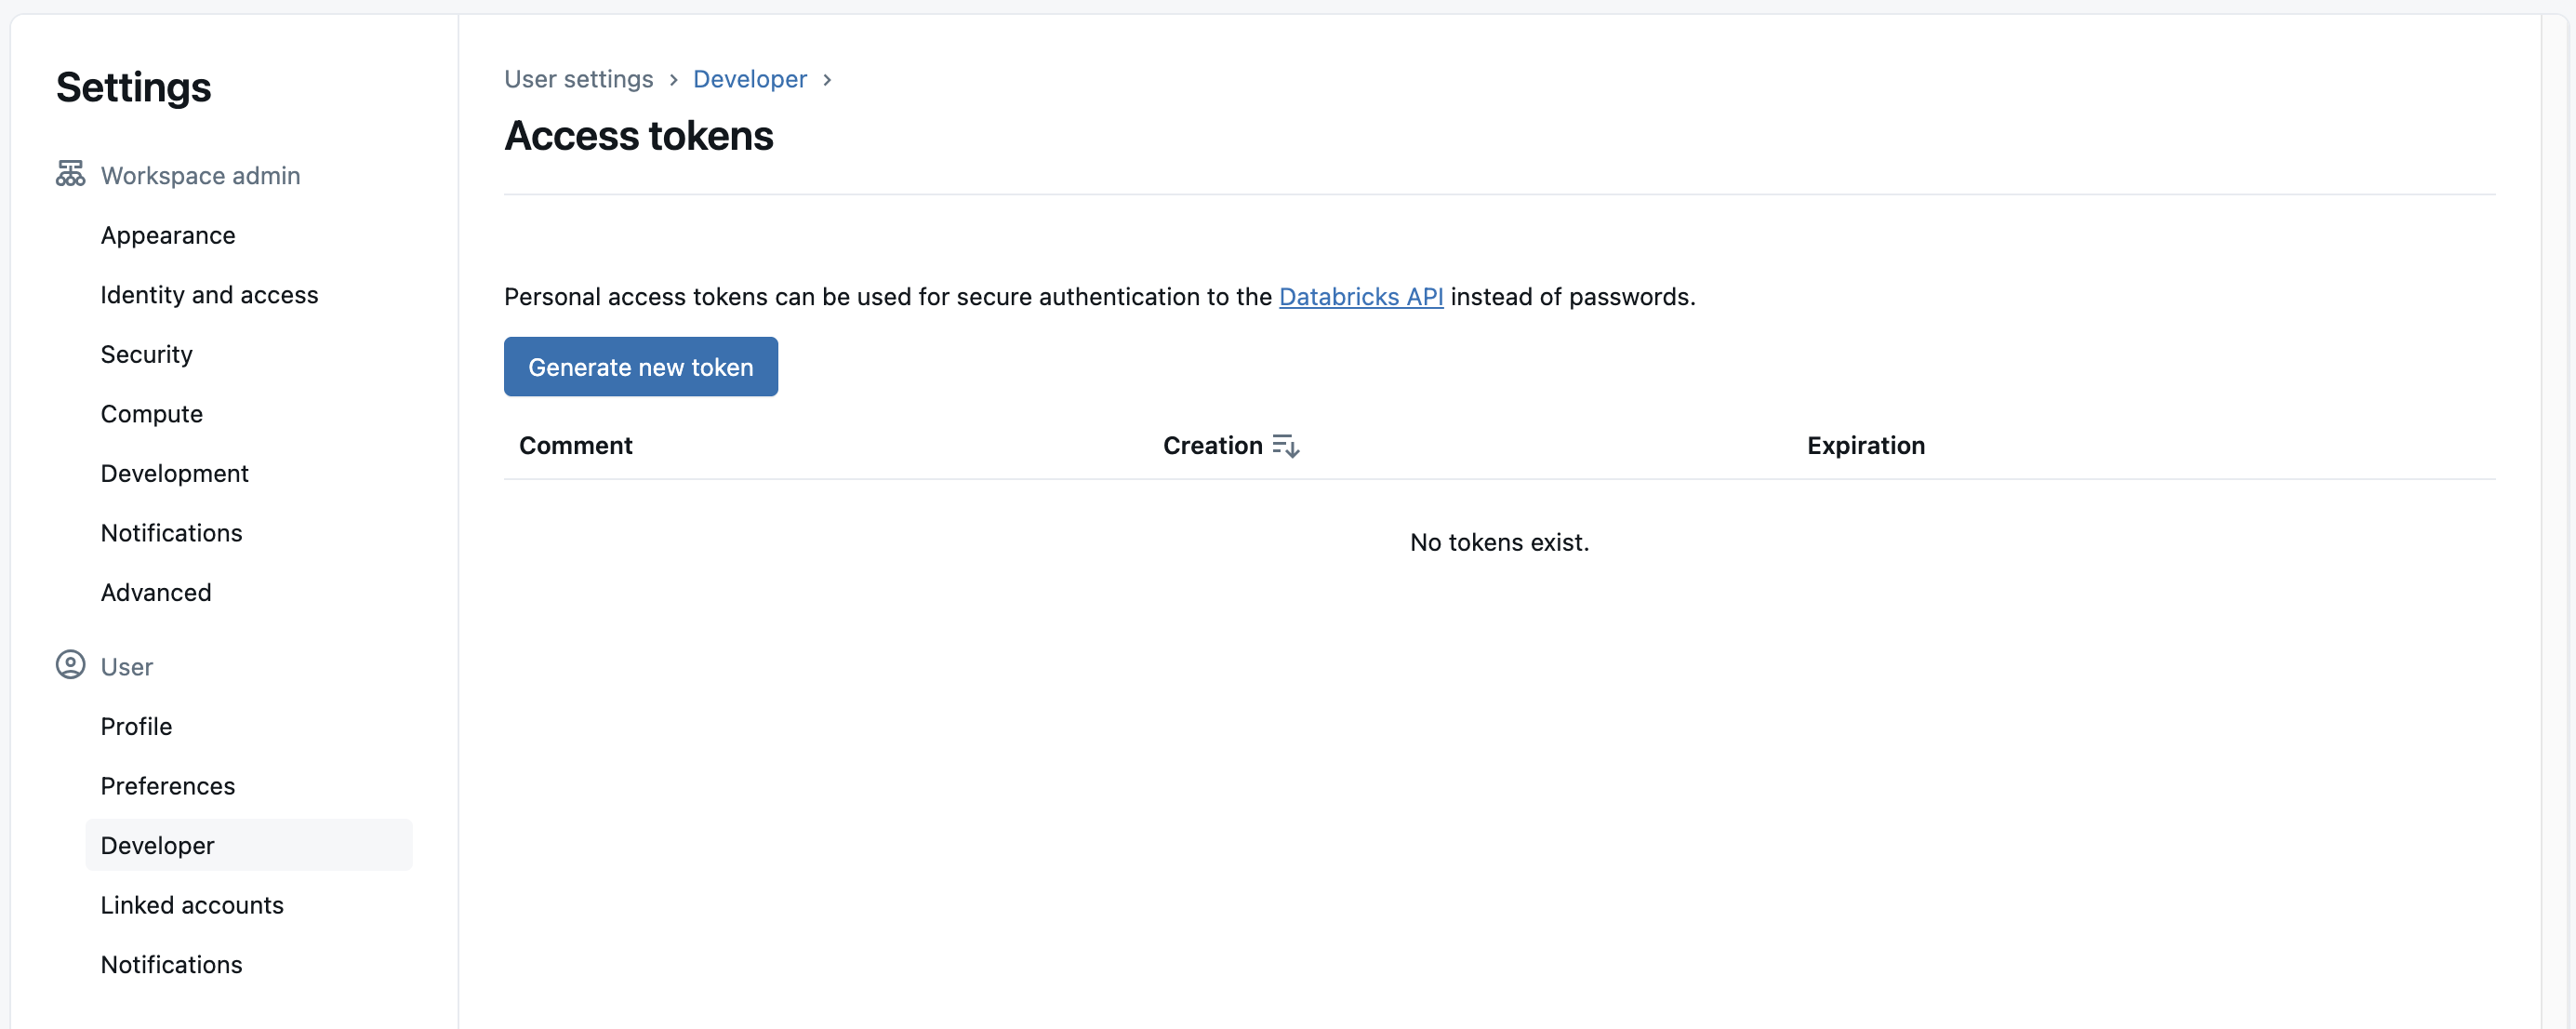 Settings
Workspace admin
Appearance
Identity and access
Security
Compute
Development
Notifications
Advanced
User
Profile
Preferences
Developer
Linked accounts
Notifications
User settings › Developer ›
Access tokens
Personal access tokens can be used for secure authentication to the Databricks API instead of passwords.
Generate new token
Comment Creation Expiration
No tokens exist.